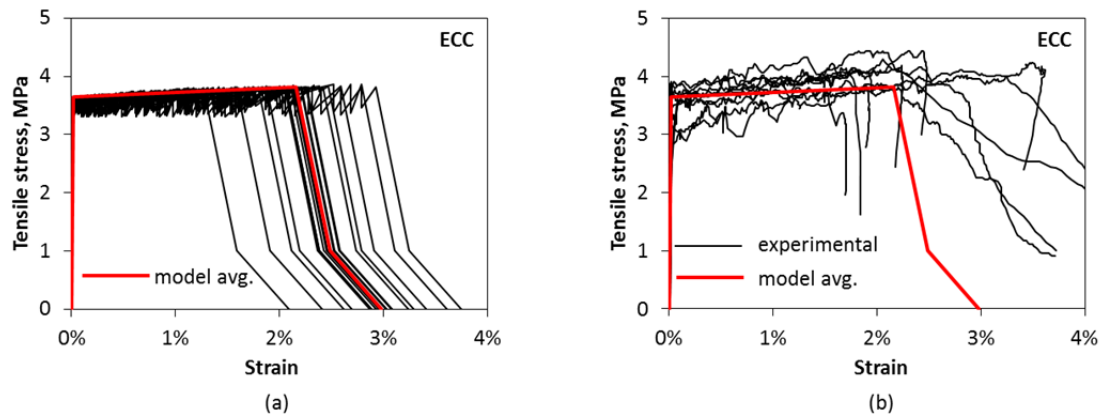 ECC
Tensile stress, MPa
5
4
3
2
1
0
model avg.
0% 1% 2% 3% 4%
Strain
(a)
ECC
Tensile stress, MPa
5
4
3
2
1
0
experimental
model avg.
0% 1% 2% 3% 4%
Strain
(b)